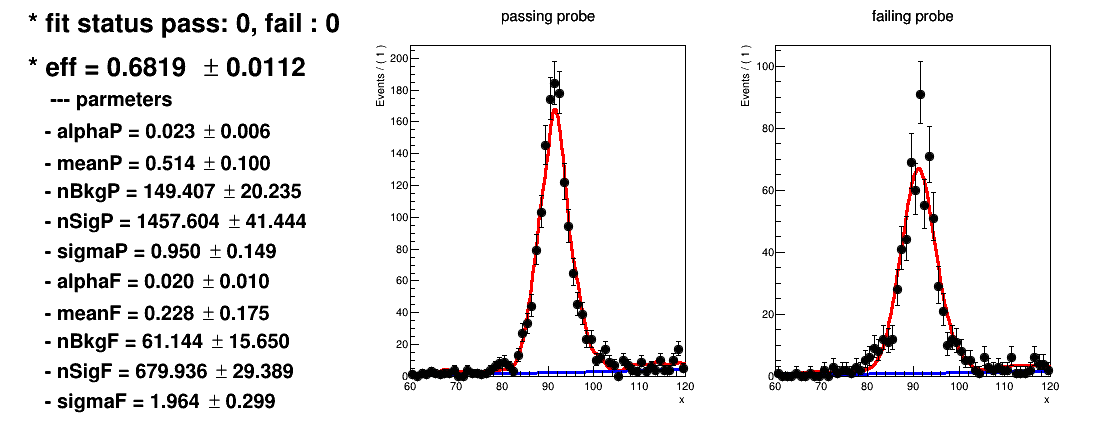 * fit status pass: 0, fail : 0
* eff = 0.6819 ± 0.0112
--- parmeters
- alphaP = 0.023 ± 0.006
- meanP = 0.514 ± 0.100
- nBkgP = 149.407 ± 20.235
- nSigP = 1457.604 ± 41.444
- sigmaP = 0.950 ± 0.149
- alphaF = 0.020 ± 0.010
- meanF = 0.228 ± 0.175
- nBkgF = 61.144 ± 15.650
- nSigF = 679.936 ± 29.389
- sigmaF = 1.964 ± 0.299
passing probe
Events / ( 1 )
200
180
160
140
120
100
80
60
40
20
0
60 70 80 90 100 110 120
x
failing probe
Events / ( 1 )
100
80
60
40
20
0
60 70 80 90 100 110 120
x